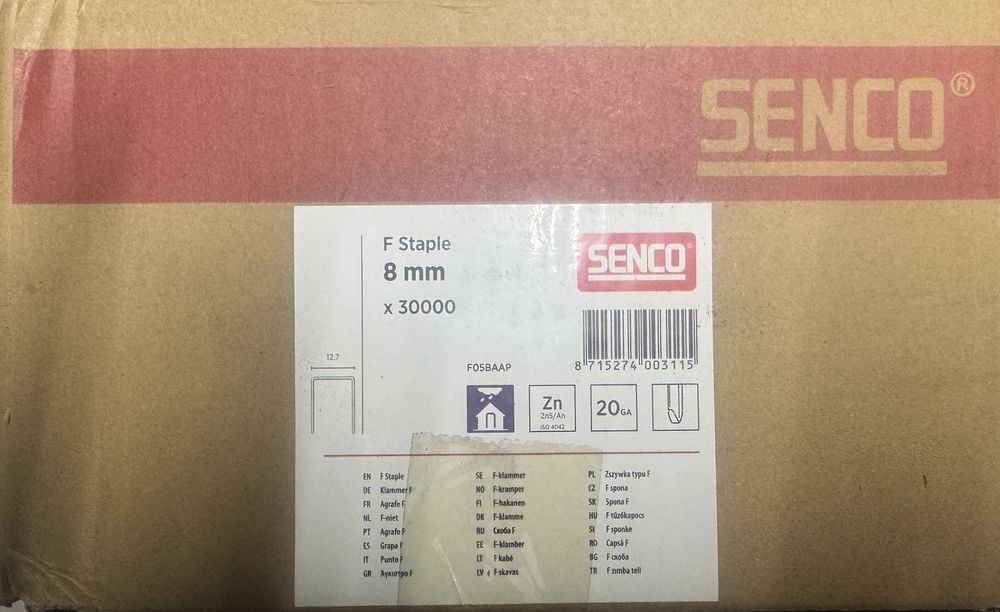 SENCO®
F Staple
8 mm
x 30000
SENCO®
12.7
F05BAAP
8 715274 003115
Zn
Zn5/An
ISO 4042
20GA
EN F Staple
DE Klammer F
FR Agrafe F
NL F-niet
PT Agrafo F
ES Grapa F
IT Punto F
GR Άγκιστρο F
SE F-klammer
NO F-kramper
FI F-hakanen
DK F-klamme
RU Скоба F
EE F-klamber
LT F kabė
LV F skavas
PL Zszywka typu F
CZ F spona
SK Spona F
HU F tűzőkapocs
SI F sponke
RO Capsă F
BG F скоба
TR F zımba teli